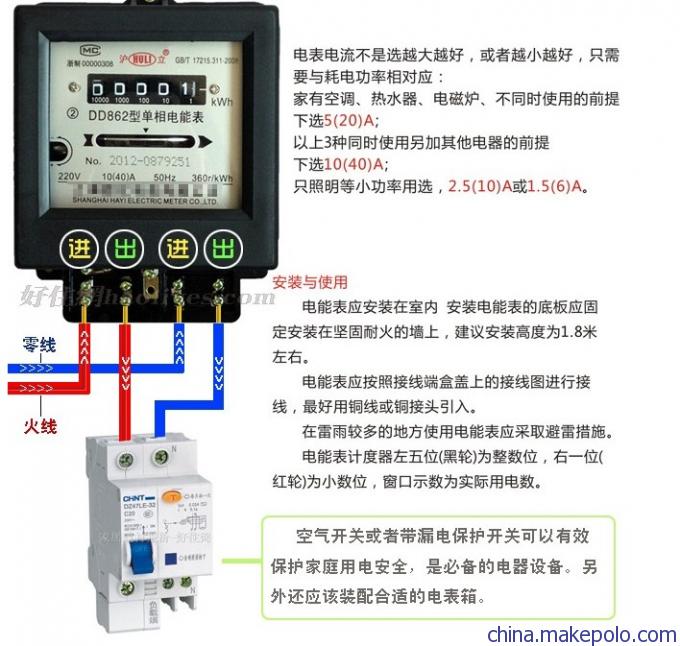 MC
浙制 00000306
沪 HULI 立
GB/T 17215.311-2008
0 0 0 0 1
10000 1000 100 10
kWh
② DD862型单相电能表
No. 2012-0879251
220V 10(40)A 50Hz 360r/kWh
SHANGHAI HAYI ELECTRIC METER CO.,LTD
进 出 进 出
零线
火线
N
CHNT
DZ47LE-32
C20
N
负载端
电表电流不是选越大越好，或者越小越好，只需
要与耗电功率相对应：
家有空调、热水器、电磁炉、不同时使用的前提
下选5(20)A;
以上3种同时使用另加其他电器的前提
下选10(40)A;
只照明等小功率用选，2.5(10)A或1.5(6)A。
安装与使用
电能表应安装在室内 安装电能表的底板应固
定安装在坚固耐火的墙上，建议安装高度为1.8米
左右。
电能表应按照接线端盒盖上的接线图进行接
线，最好用铜线或铜接头引入。
在雷雨较多的地方使用电能表应采取避雷措施。
电能表计度器左五位(黑轮)为整数位，右一位(
红轮)为小数位，窗口示数为实际用电数。
空气开关或者带漏电保护开关可以有效
保护家庭用电安全，是必备的电器设备。另
外还应该装配合适的电表箱。
china.makepolo.com